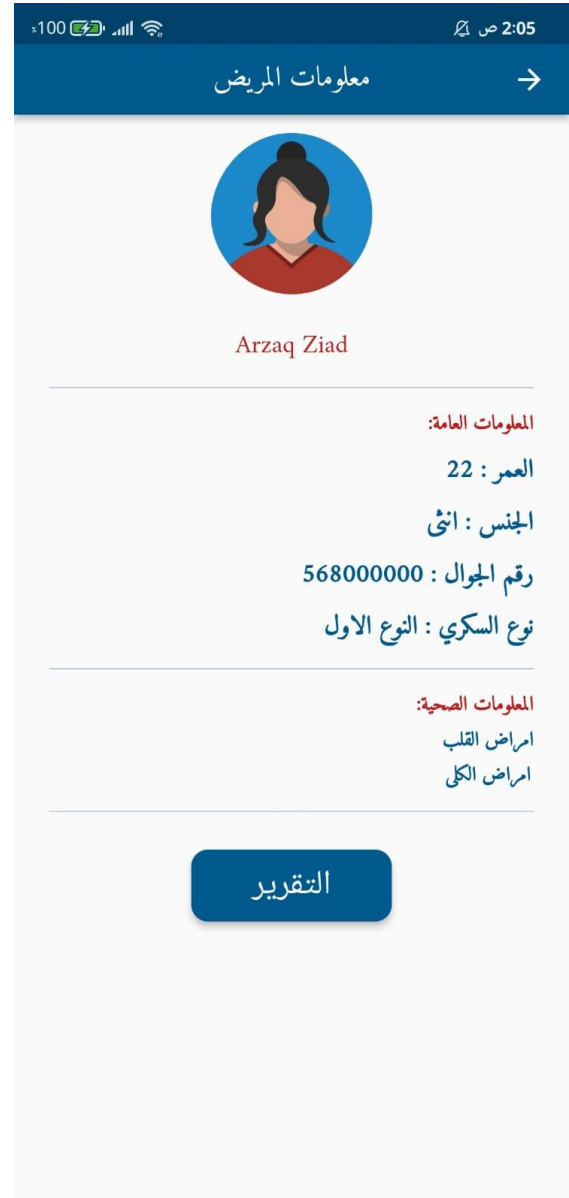 2:05 ص
100٪
معلومات المريض
Arzaq Ziad
المعلومات العامة:
العمر : 22
الجنس : انثى
رقم الجوال : 568000000
نوع السكري : النوع الاول
المعلومات الصحية:
امراض القلب
امراض الكلى
التقرير